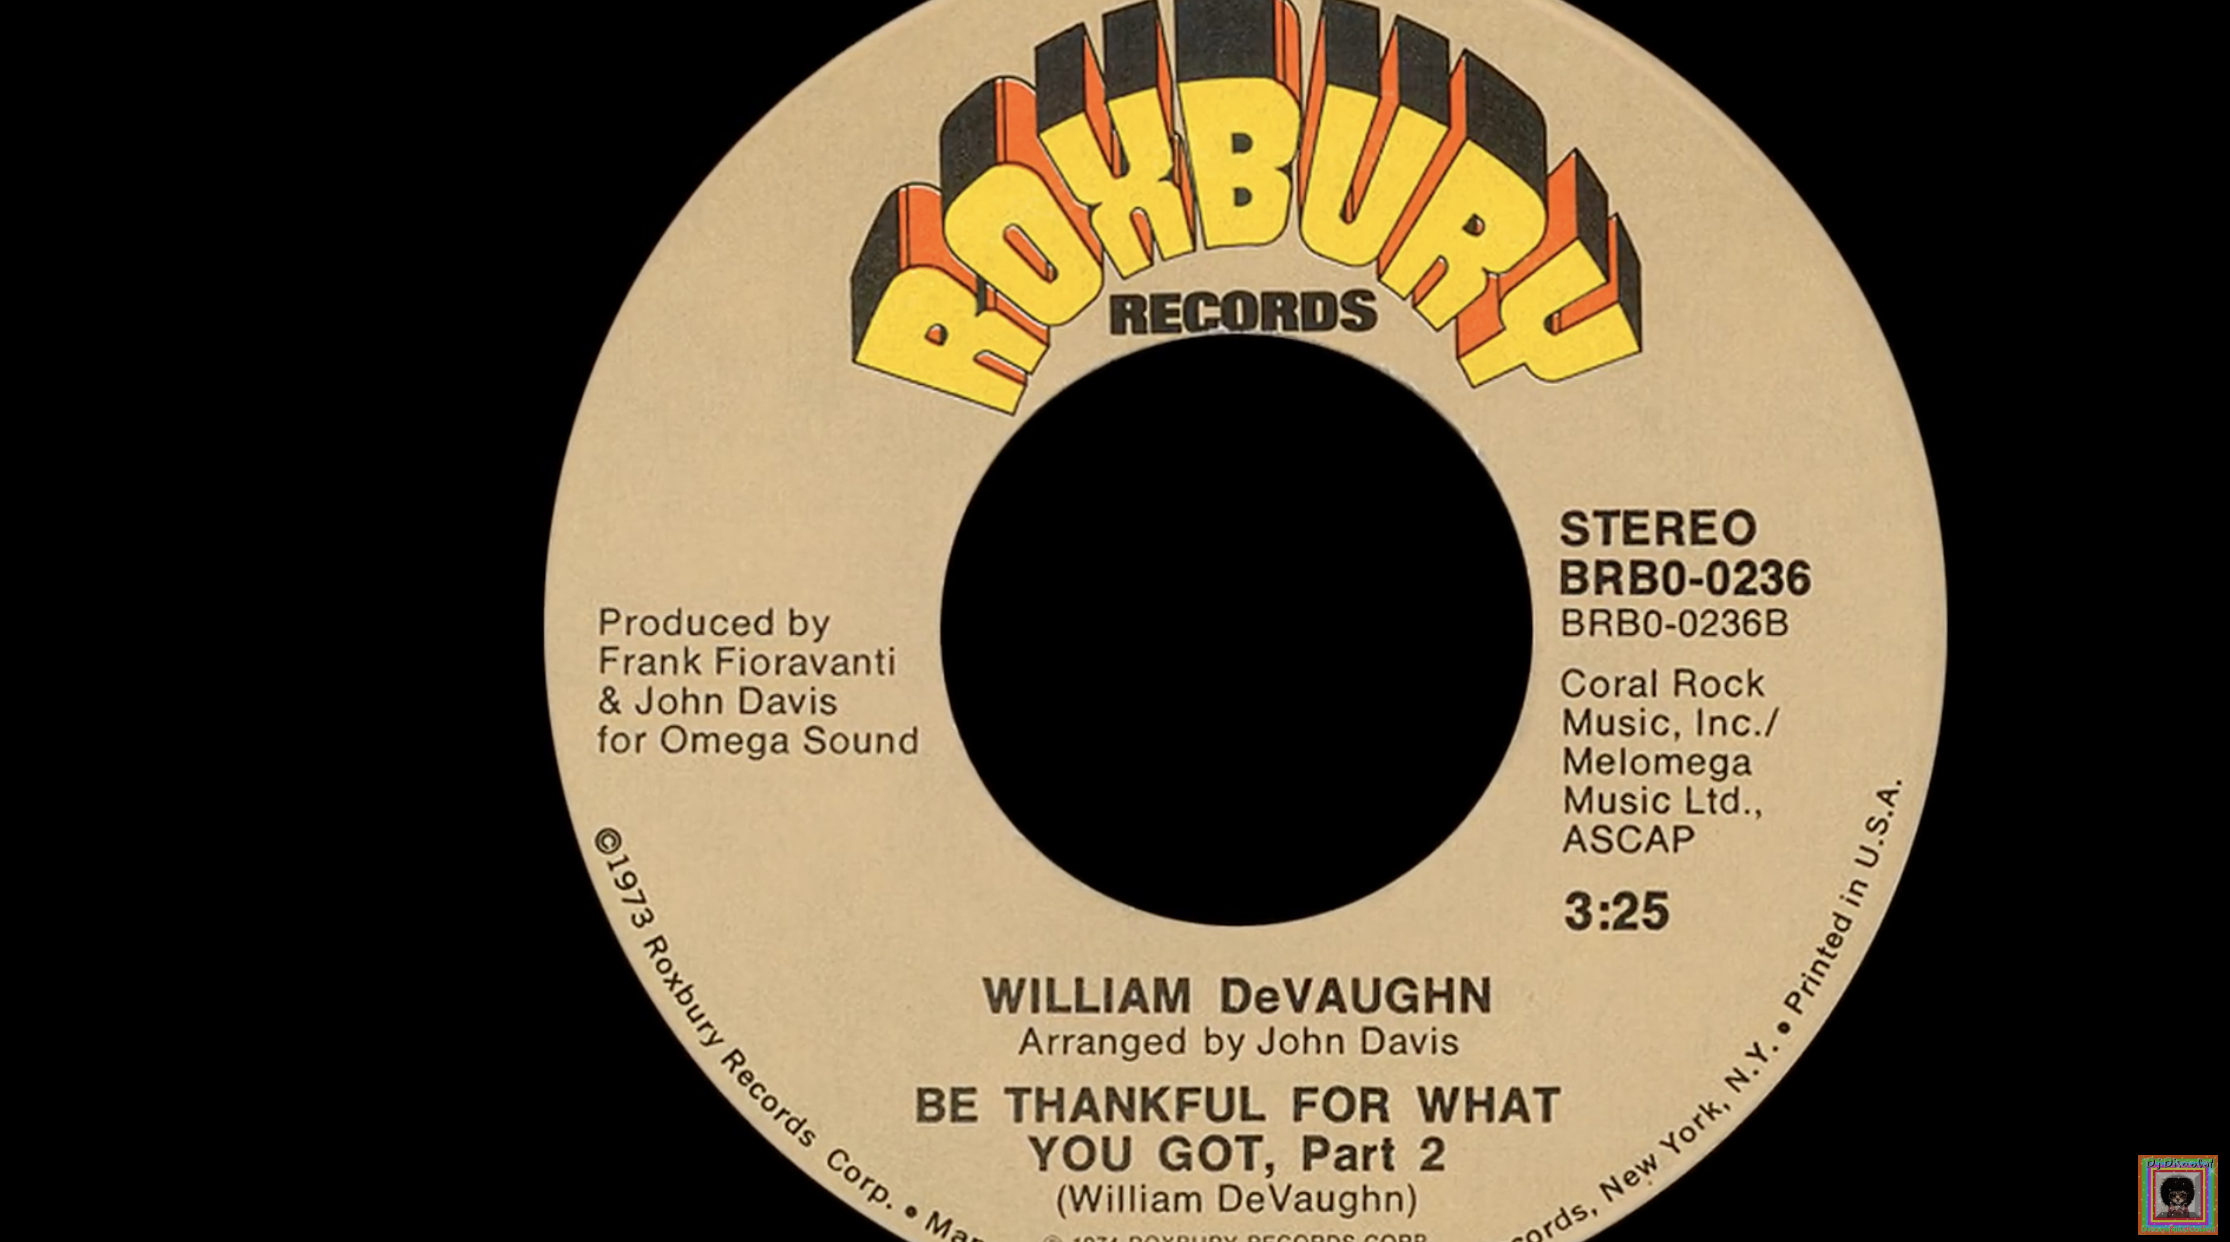 ROXBURY
RECORDS
STEREO
BRB0-0236
BRB0-0236B
Produced by
Frank Fioravanti
& John Davis
for Omega Sound
Coral Rock
Music, Inc./
Melomega
Music Ltd.,
ASCAP
3:25
WILLIAM DeVAUGHN
Arranged by John Davis
BE THANKFUL FOR WHAT
YOU GOT, Part 2
(William DeVaughn)
©1973 Roxbury Records Corp. •
New York, N.Y. • Printed in U.S.A.